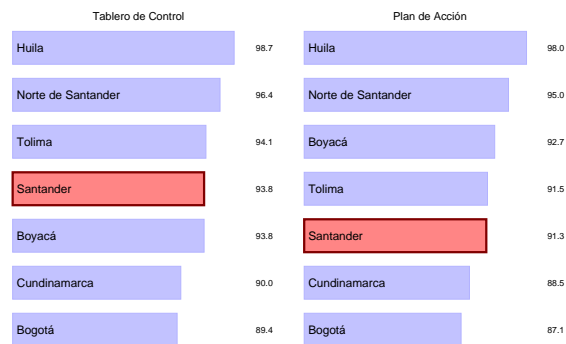 Tablero de Control
Huila 98.7
Norte de Santander 96.4
Tolima 94.1
Santander 93.8
Boyacá 93.8
Cundinamarca 90.0
Bogotá 89.4
Plan de Acción
Huila 98.0
Norte de Santander 95.0
Boyacá 92.7
Tolima 91.5
Santander 91.3
Cundinamarca 88.5
Bogotá 87.1